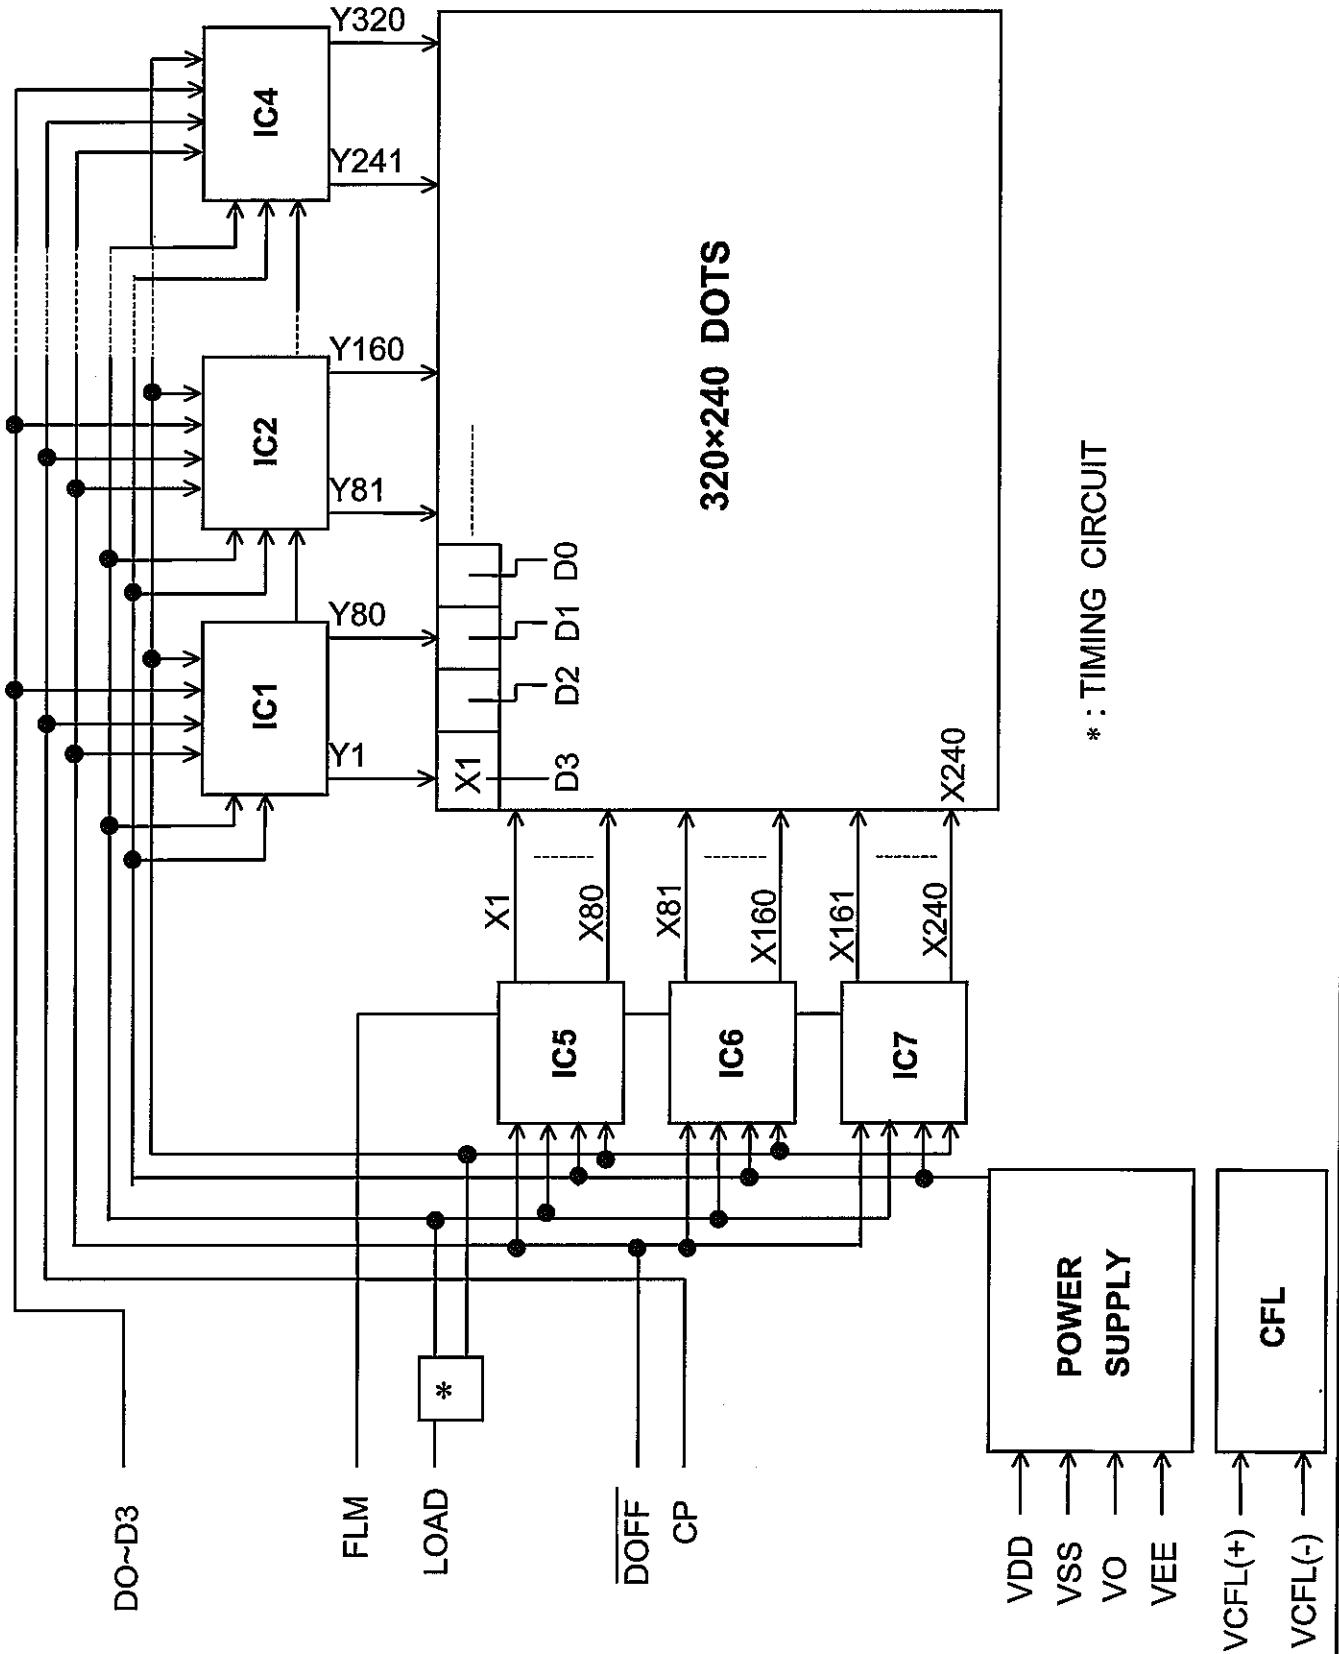 Y320
Y241
Y160
Y81
Y80
Y1
IC4
IC2
IC1
320×240 DOTS
D0
D1
D2
D3
X1
X240
* : TIMING CIRCUIT
X1
X80
X81
X160
X161
X240
IC5
IC6
IC7
*
POWER
SUPPLY
CFL
DO~D3
FLM
LOAD
DOFF
CP
VDD
VSS
VO
VEE
VCFL(+)
VCFL(-)